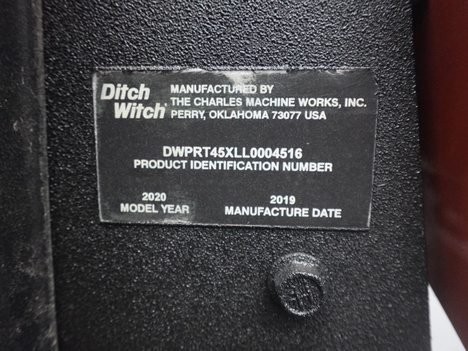 Ditch Witch®
MANUFACTURED BY
THE CHARLES MACHINE WORKS, INC.
PERRY, OKLAHOMA 73077 USA
DWPRT45XLL0004516
PRODUCT IDENTIFICATION NUMBER
2020
MODEL YEAR
2019
MANUFACTURE DATE